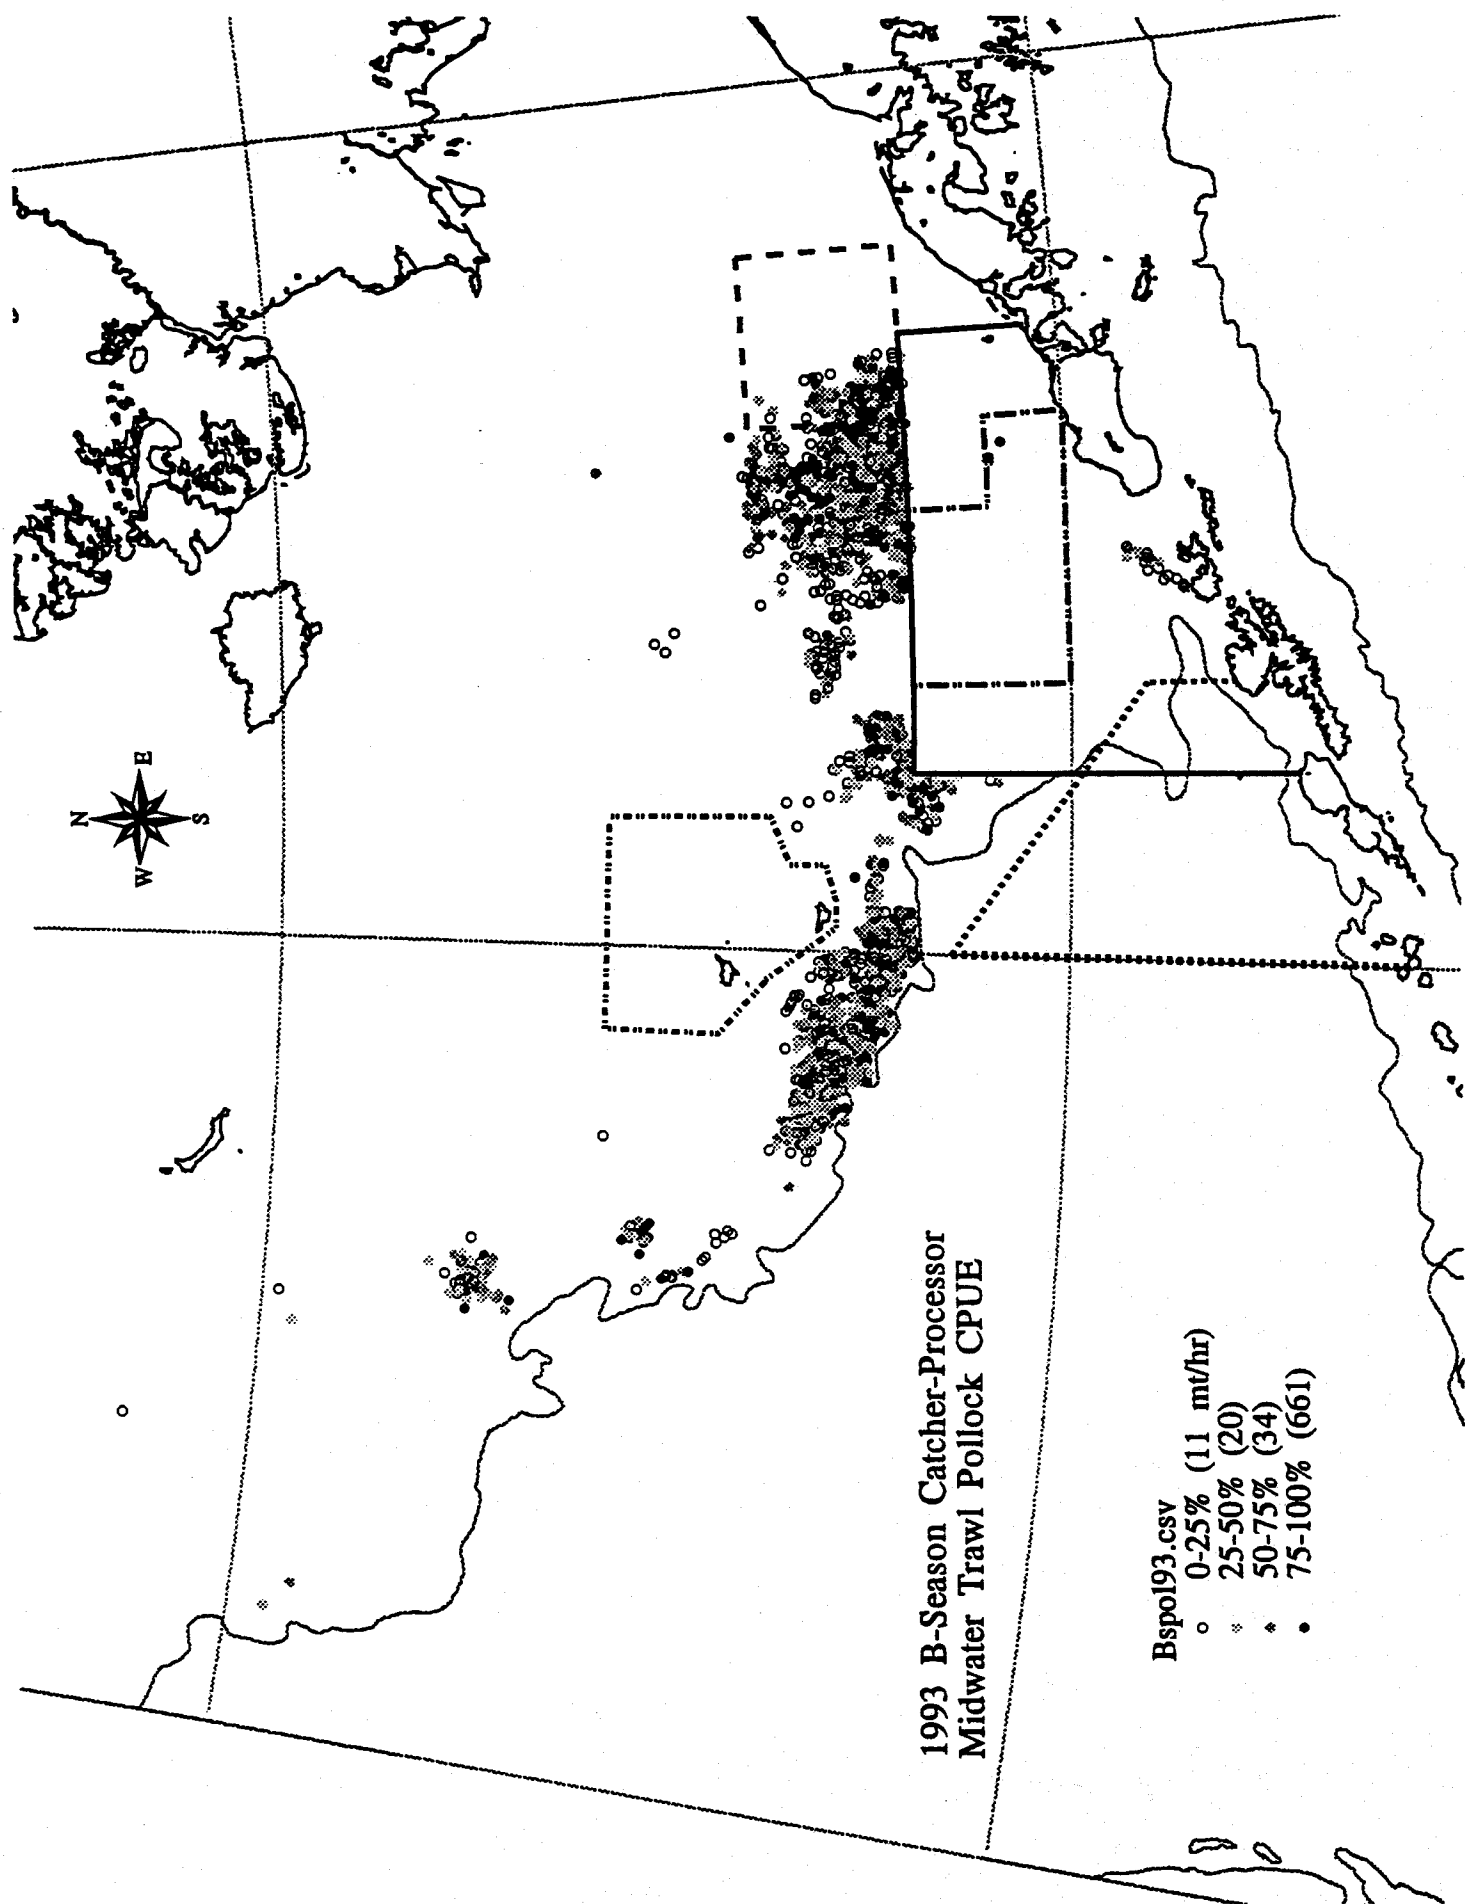 N
W
E
S
1993 B-Season Catcher-Processor
Midwater Trawl Pollock CPUE
Bspol93.csv
0-25% (11 mt/hr)
25-50% (20)
50-75% (34)
75-100% (661)